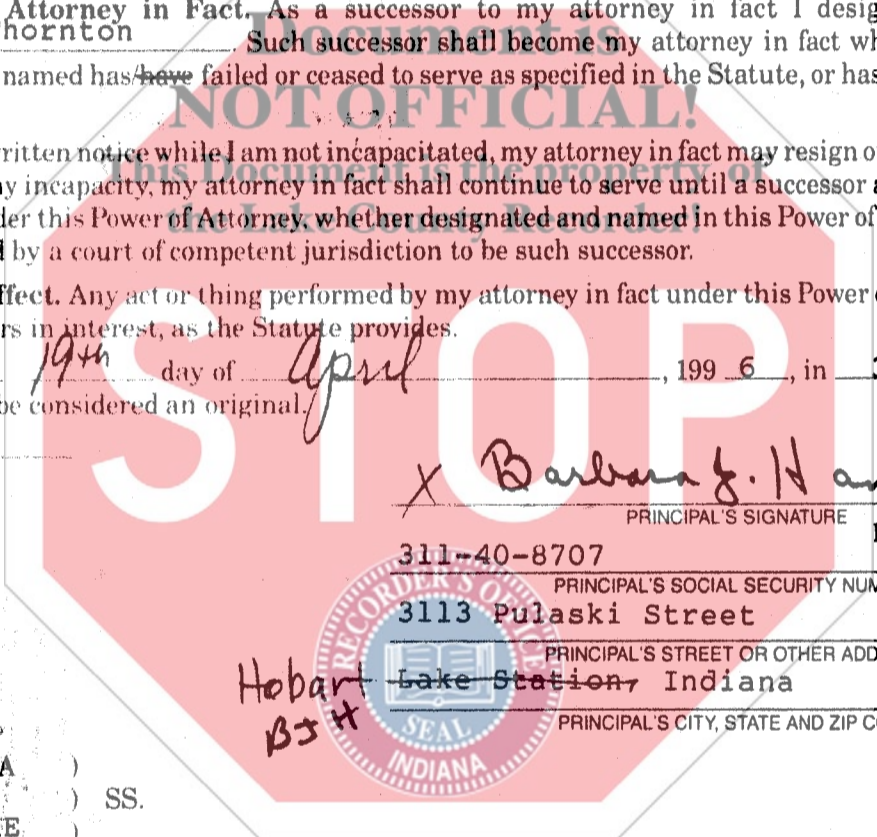 Attorney in Fact. As a successor to my attorney in fact I desig
hornton
Such successor shall become my attorney in fact wh
named has/have failed or ceased to serve as specified in the Statute, or has
Document is
NOT OFFICIAL!
This Document is the property of
the Lake County Recorder!
ritten notice while I am not incapacitated, my attorney in fact may resign o
y incapacity, my attorney in fact shall continue to serve until a successor a
der this Power of Attorney, whether designated and named in this Power of
d by a court of competent jurisdiction to be such successor.
ffect. Any act or thing performed by my attorney in fact under this Power
rs in interest, as the Statute provides.
19th day of April, 1996, in
be considered an original.
STOP
X Barbara J. Ha
PRINCIPAL'S SIGNATURE
311-40-8707
PRINCIPAL'S SOCIAL SECURITY NUM
3113 Pulaski Street
PRINCIPAL'S STREET OR OTHER ADD
Hobart Lake Station, Indiana
BJH
PRINCIPAL'S CITY, STATE AND ZIP C
RECORDER'S OFFICE
SEAL
INDIANA
A )
) SS.
E )